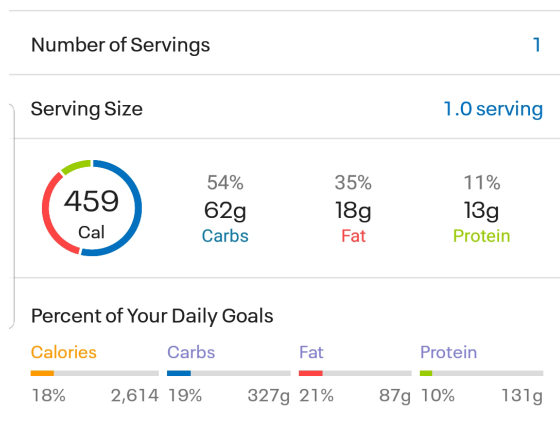 Number of Servings 1
Serving Size 1.0 serving
459
Cal
54% 35% 11%
62g 18g 13g
Carbs Fat Protein
Percent of Your Daily Goals
Calories Carbs Fat Protein
18% 2,614 19% 327g 21% 87g 10% 131g